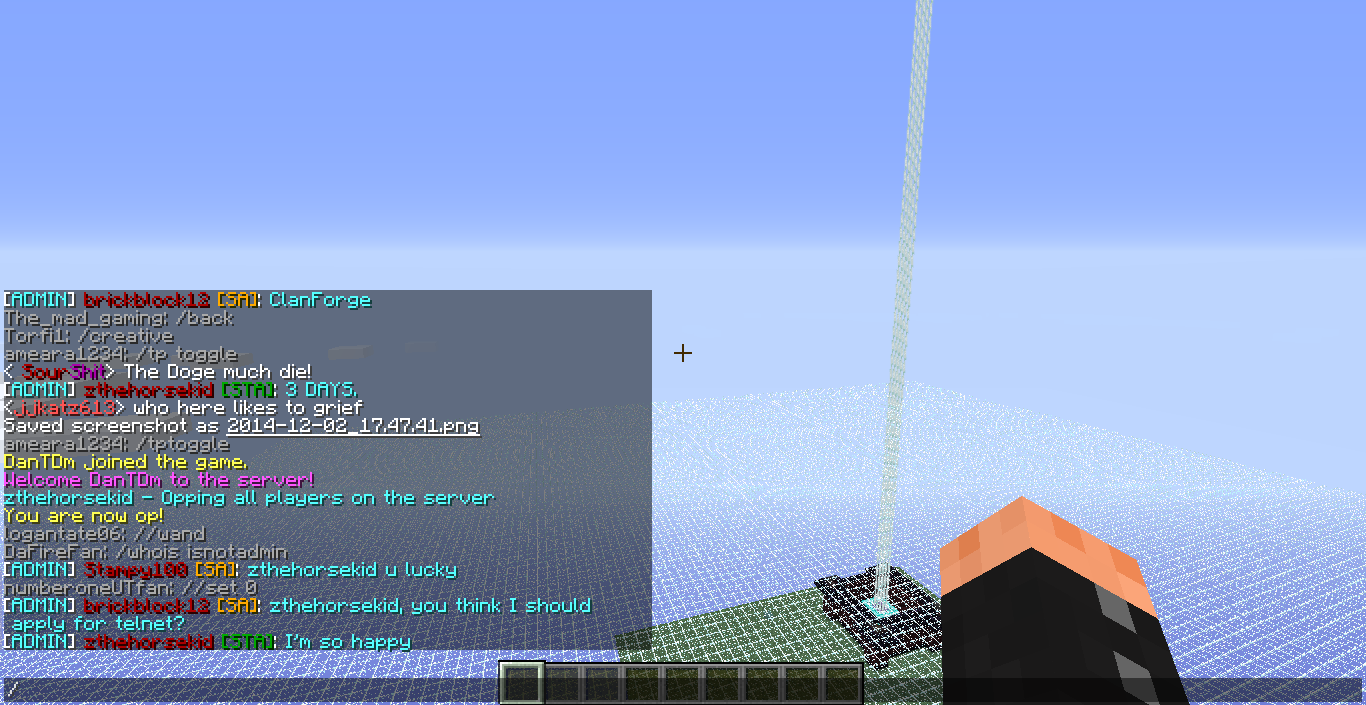 [ADMIN] brickblock12 [SA]: ClanForge
The_mad_gaming: /back
Torfi1: /creative
ameara1234: /tp toggle
< SourShit> The Doge much die!
[ADMIN] zthehorsekid [STA]: 3 DAYS.
<jjkatz613> who here likes to grief
Saved screenshot as 2014-12-02_17.47.41.png
ameara1234: /tptoggle
DanTDm joined the game.
Welcome DanTDm to the server!
zthehorsekid - Opping all players on the server
You are now op!
logantate06: //wand
DaFireFan: /whois isnotadmin
[ADMIN] Stampy100 [SA]: zthehorsekid u lucky
numberoneUTfan: //set 0
[ADMIN] brickblock12 [SA]: zthehorsekid, you think I should
apply for telnet?
[ADMIN] zthehorsekid [STA]: I'm so happy
/